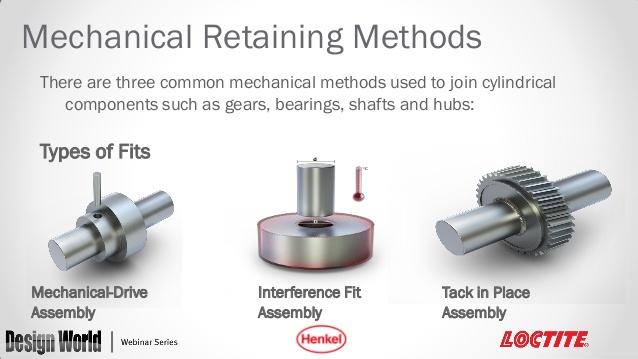 Mechanical Retaining Methods
There are three common mechanical methods used to join cylindrical
components such as gears, bearings, shafts and hubs:
Types of Fits
d
°C
Mechanical-Drive
Assembly
Interference Fit
Assembly
Tack in Place
Assembly
Design World
Webinar Series
Henkel
LOCTITE®